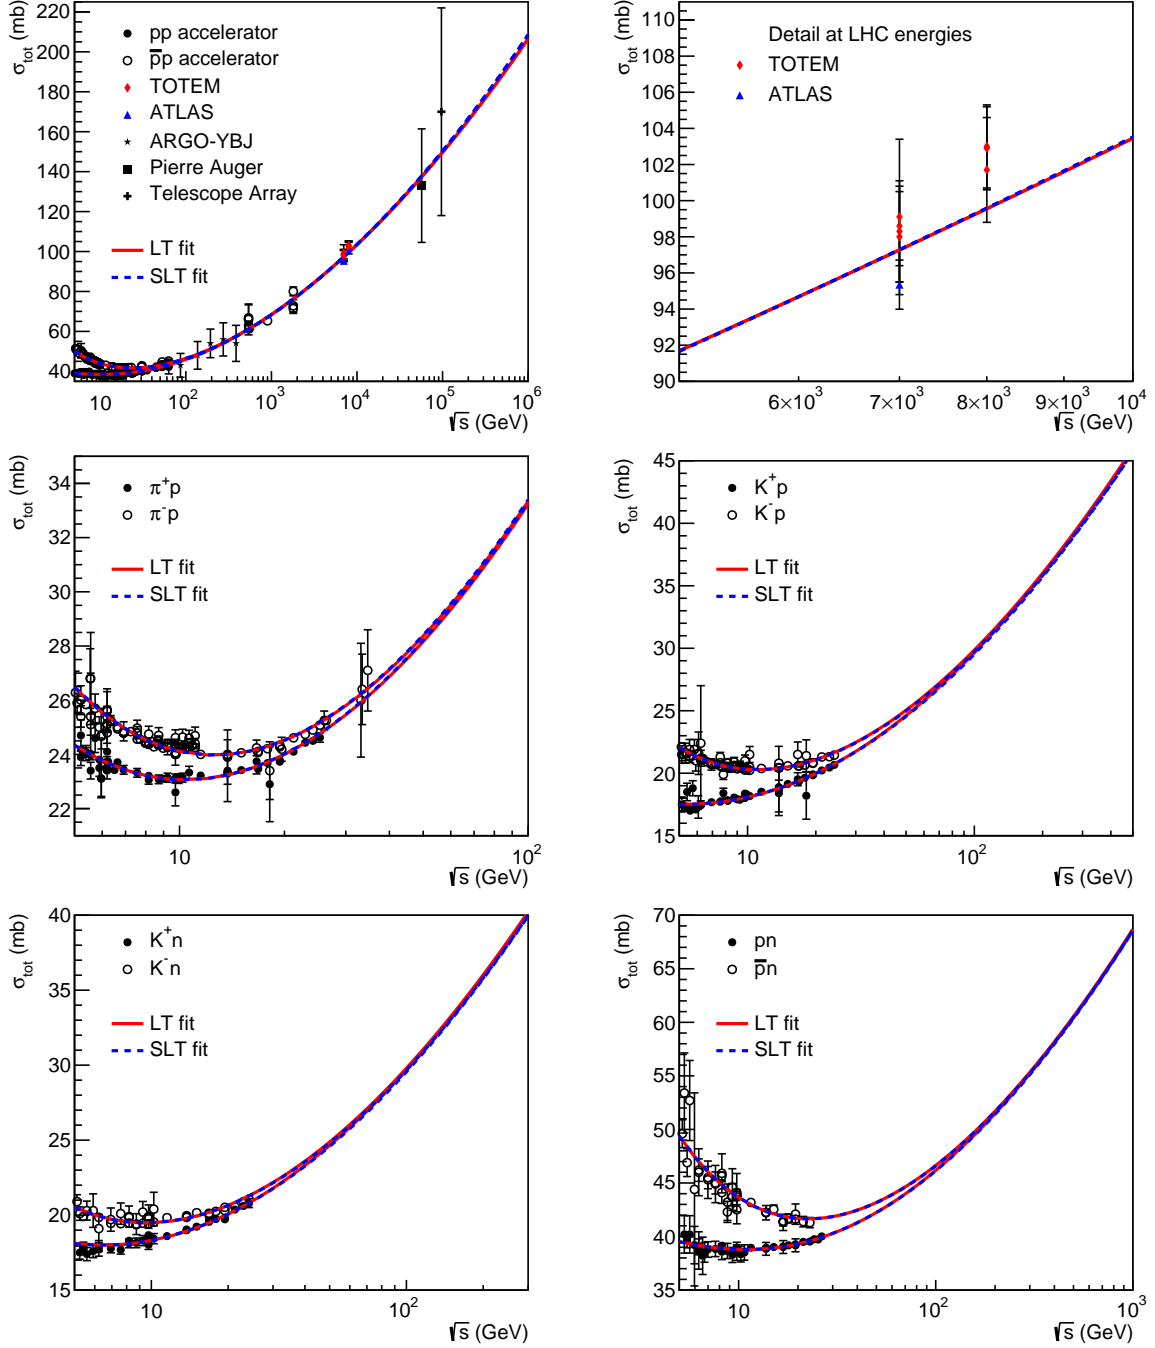 σtot (mb)
220
200
180
160
140
120
100
80
60
40
pp accelerator
p̅p accelerator
TOTEM
ATLAS
ARGO-YBJ
Pierre Auger
Telescope Array
LT fit
SLT fit
10 10² 10³ 10⁴ 10⁵ 10⁶
√s (GeV)
σtot (mb)
110
108
106
104
102
100
98
96
94
92
90
Detail at LHC energies
TOTEM
ATLAS
6×10³ 7×10³ 8×10³ 9×10³ 10⁴
√s (GeV)
σtot (mb)
34
32
30
28
26
24
22
π⁺p
π⁻p
LT fit
SLT fit
10 10²
√s (GeV)
σtot (mb)
45
40
35
30
25
20
15
K⁺p
K⁻p
LT fit
SLT fit
10 10²
√s (GeV)
σtot (mb)
40
35
30
25
20
15
K⁺n
K⁻n
LT fit
SLT fit
10 10²
√s (GeV)
σtot (mb)
70
65
60
55
50
45
40
35
pn
p̅n
LT fit
SLT fit
10 10² 10³
√s (GeV)